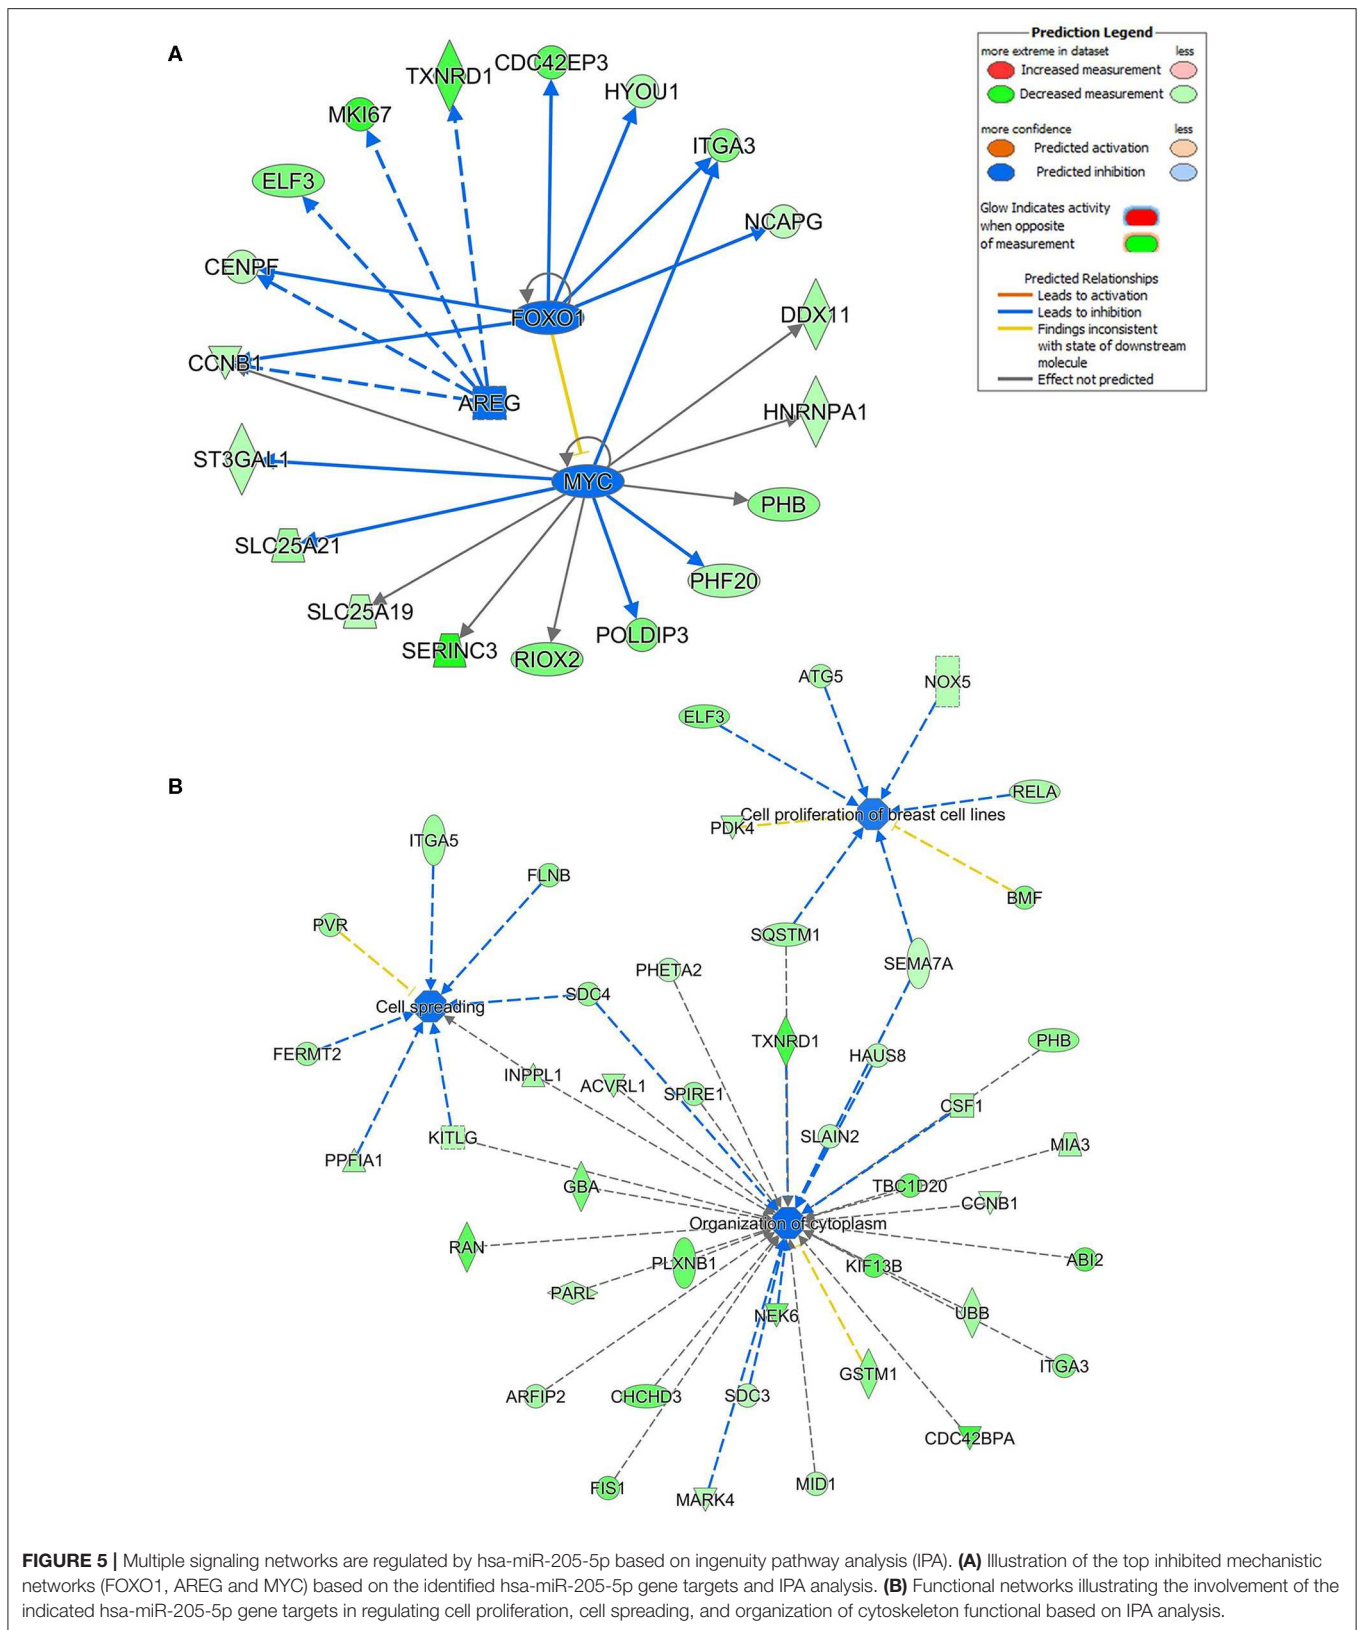 A
TXNRD1
CDC42EP3
HYOU1
MKI67
ITGA3
ELF3
NCAPG
CENPF
FOXO1
DDX11
CCNB1
AREG
HNRNPA1
ST3GAL1
MYC
PHB
SLC25A21
PHF20
SLC25A19
POLDIP3
SERINC3
RIOX2
Prediction Legend
more extreme in dataset less
Increased measurement
Decreased measurement
more confidence less
Predicted activation
Predicted inhibition
Glow Indicates activity
when opposite
of measurement
Predicted Relationships
Leads to activation
Leads to inhibition
Findings inconsistent
with state of downstream
molecule
Effect not predicted
B
ATG5
NOX5
ELF3
RELA
Cell proliferation of breast cell lines
PDK4
BMF
ITGA5
FLNB
PVR
SQSTM1
SEMA7A
PHETA2
SDC4
Cell spreading
TXNRD1
PHB
FERMT2
HAUS8
INPPL1
ACVRL1
SPIRE1
CSF1
KITLG
SLAIN2
MIA3
PPFIA1
GBA
TBC1D20
CCNB1
Organization of cytoplasm
RAN
PLXNB1
KIF13B
ABI2
PARL
NEK6
UBB
ITGA3
GSTM1
ARFIP2
CHCHD3
SDC3
CDC42BPA
FIS1
MARK4
MID1
FIGURE 5 | Multiple signaling networks are regulated by hsa-miR-205-5p based on ingenuity pathway analysis (IPA). (A) Illustration of the top inhibited mechanistic
networks (FOXO1, AREG and MYC) based on the identified hsa-miR-205-5p gene targets and IPA analysis. (B) Functional networks illustrating the involvement of the
indicated hsa-miR-205-5p gene targets in regulating cell proliferation, cell spreading, and organization of cytoskeleton functional based on IPA analysis.